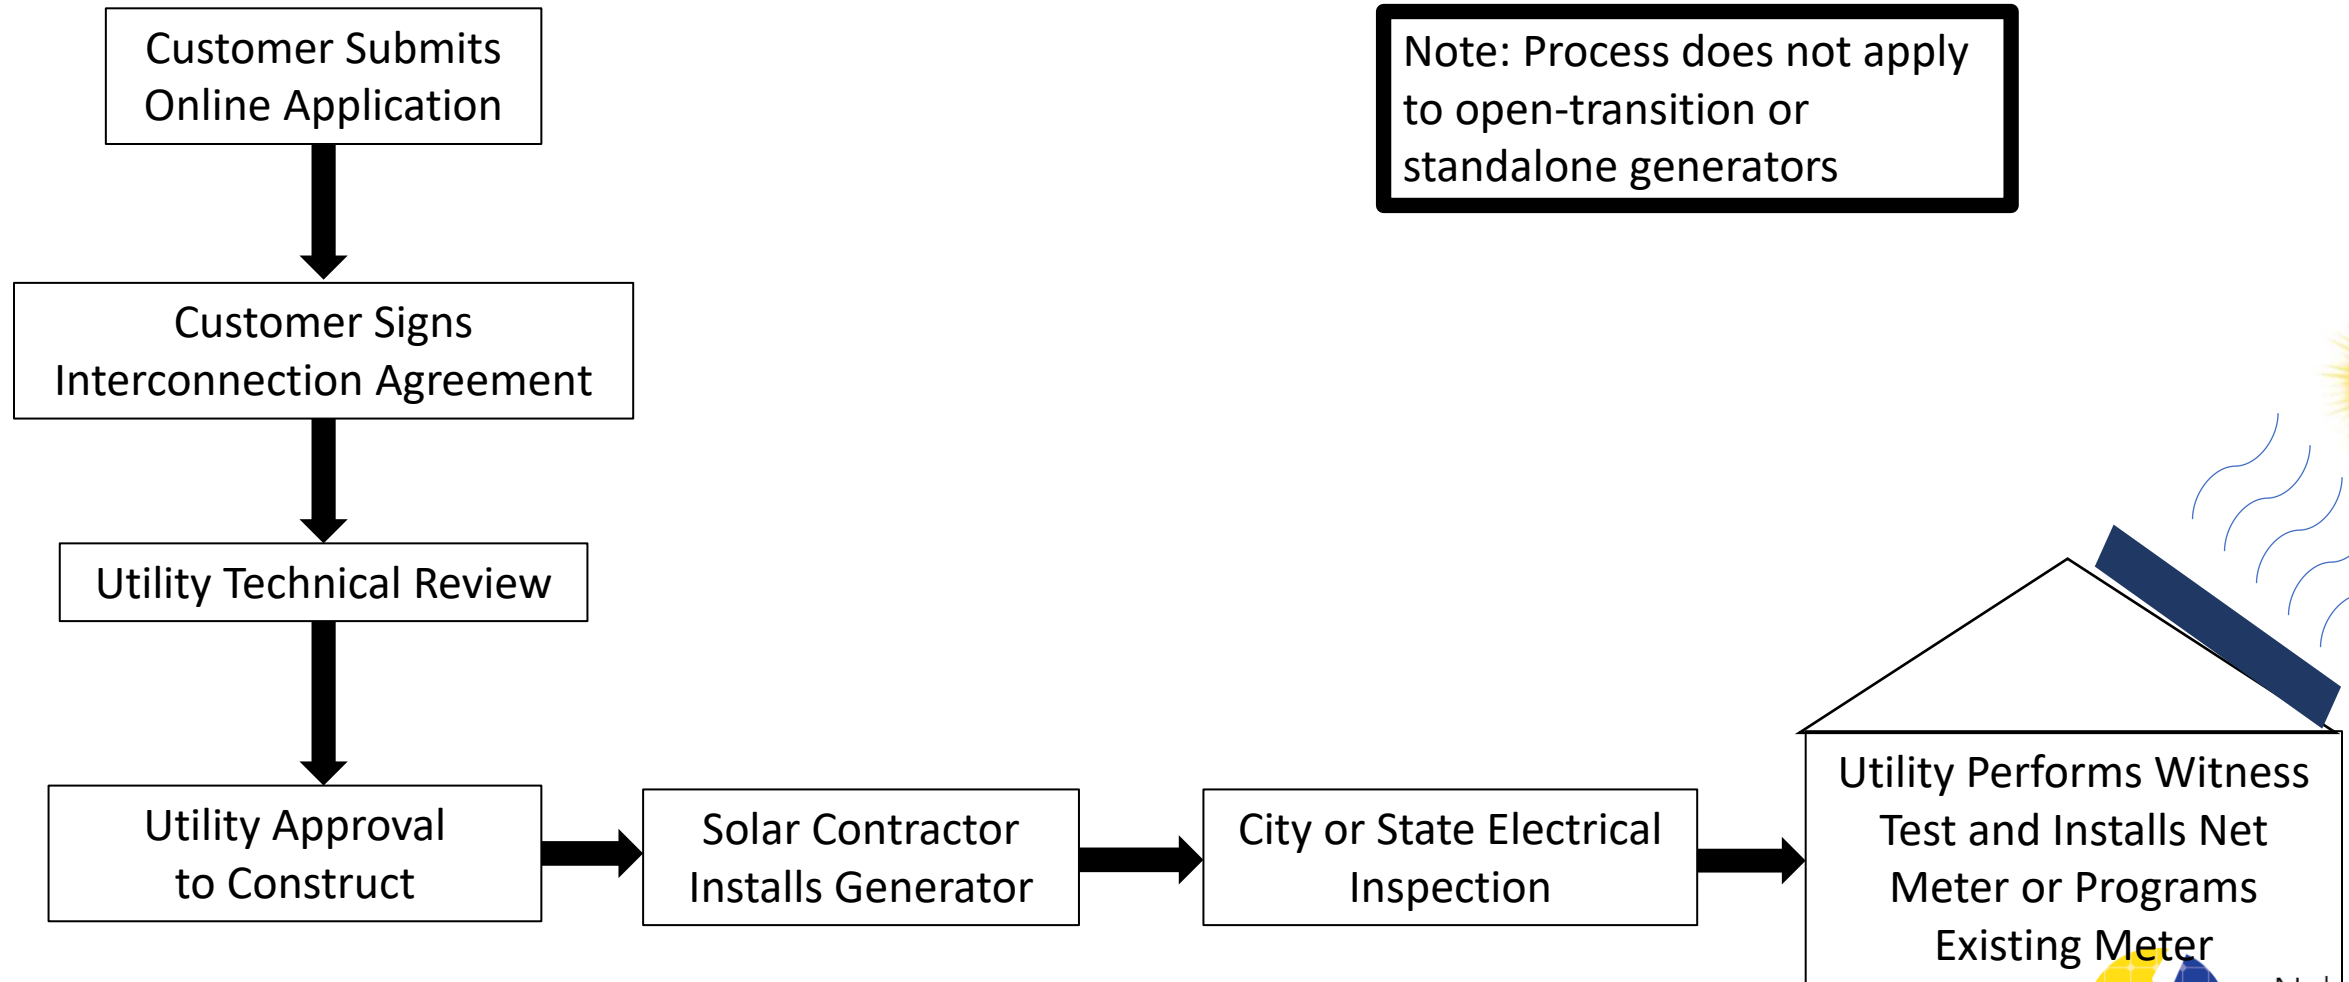 Customer Submits
Online Application
Note: Process does not apply
to open-transition or
standalone generators
Customer Signs
Interconnection Agreement
Utility Technical Review
Utility Approval
to Construct
Solar Contractor
Installs Generator
City or State Electrical
Inspection
Utility Performs Witness
Test and Installs Net
Meter or Programs
Existing Meter